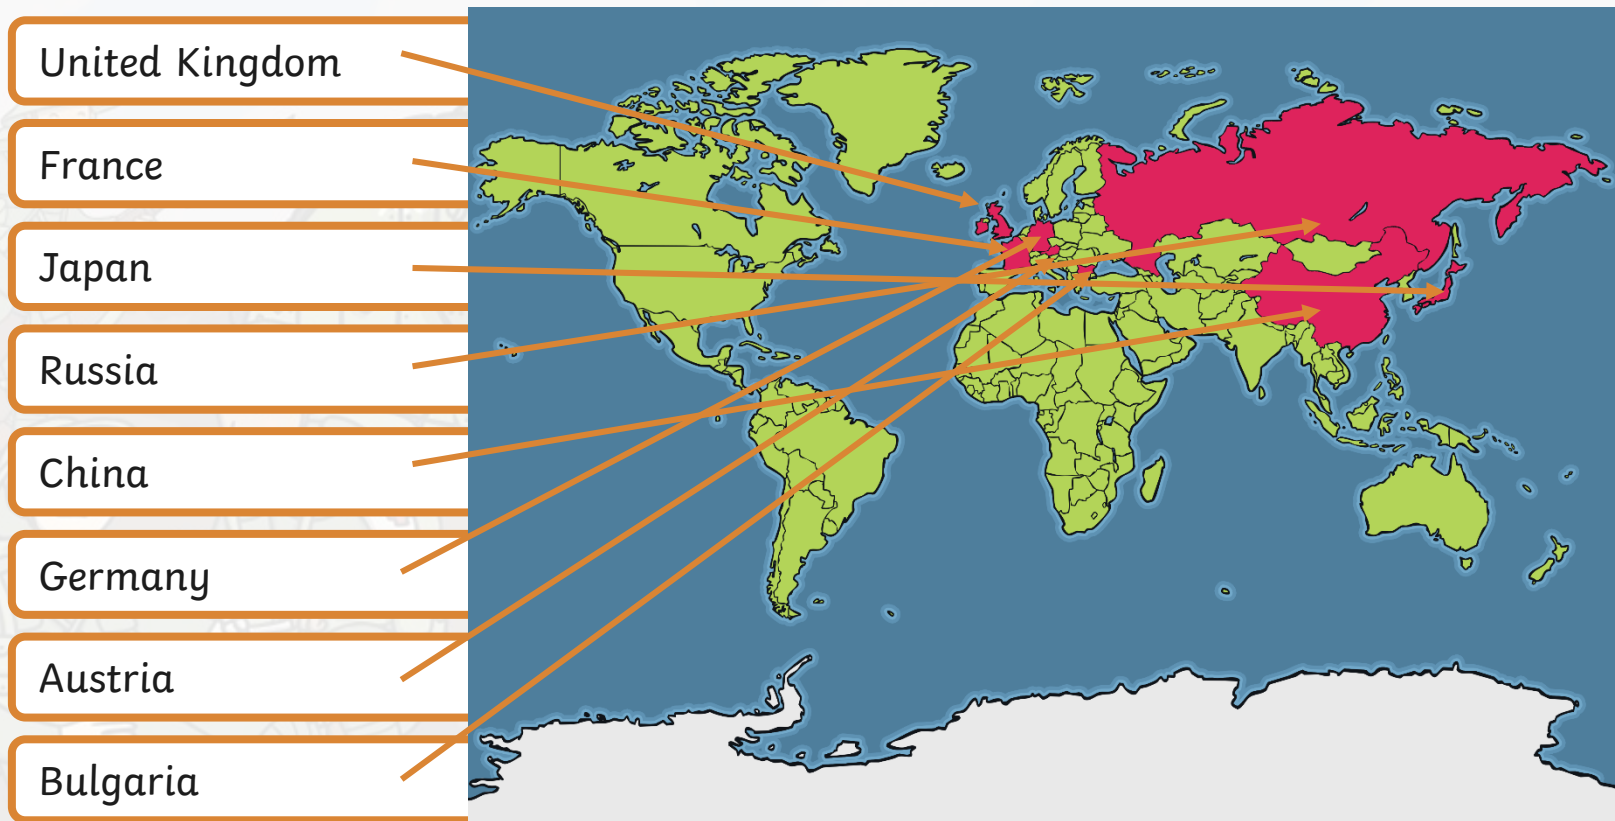 United Kingdom
France
Japan
Russia
China
Germany
Austria
Bulgaria